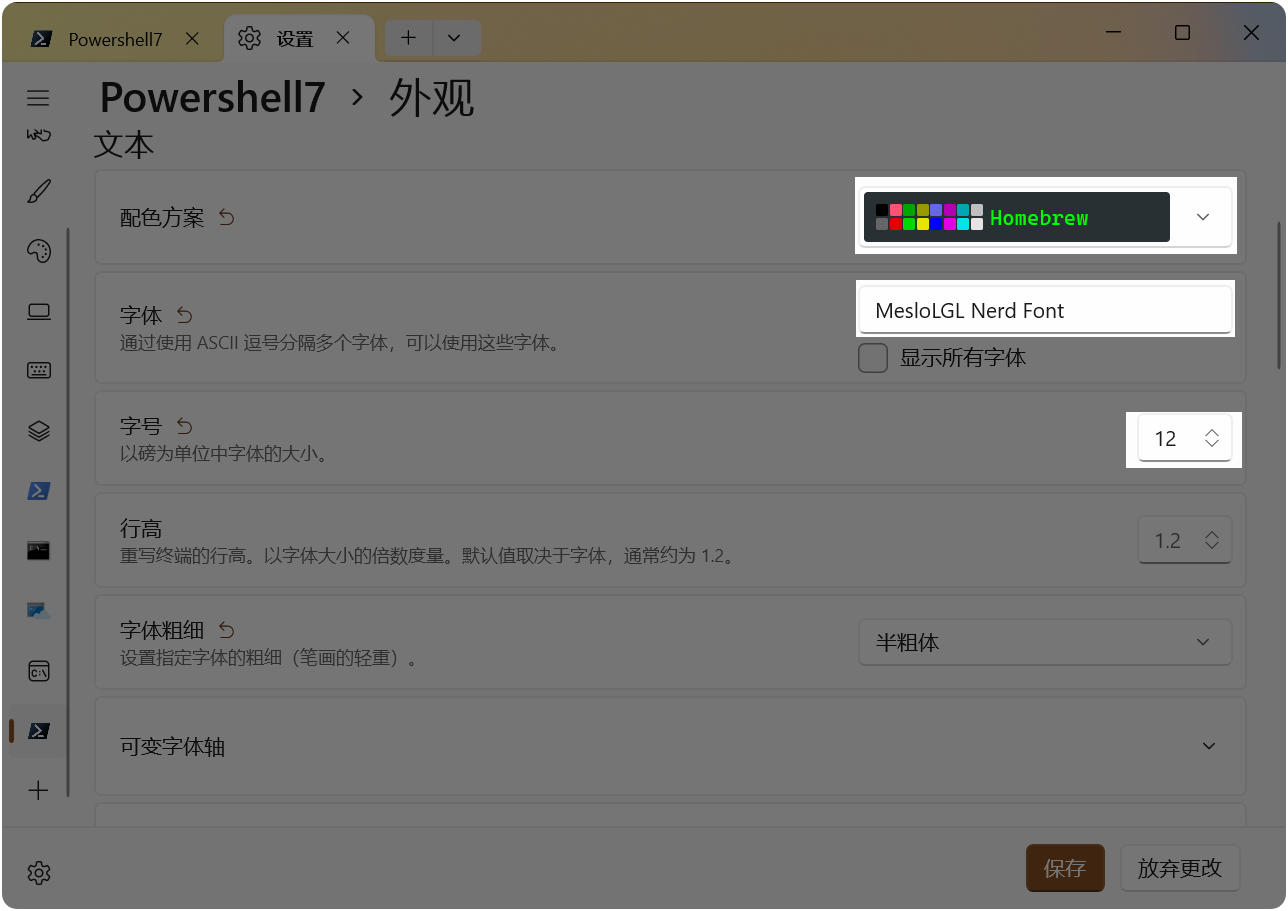 Powershell7
设置
Powershell7 › 外观
文本
配色方案
Homebrew
字体
通过使用 ASCII 逗号分隔多个字体，可以使用这些字体。
MesloLGL Nerd Font
显示所有字体
字号
以磅为单位中字体的大小。
12
行高
重写终端的行高。以字体大小的倍数度量。默认值取决于字体，通常约为 1.2。
1.2
字体粗细
设置指定字体的粗细（笔画的轻重）。
半粗体
可变字体轴
保存
放弃更改